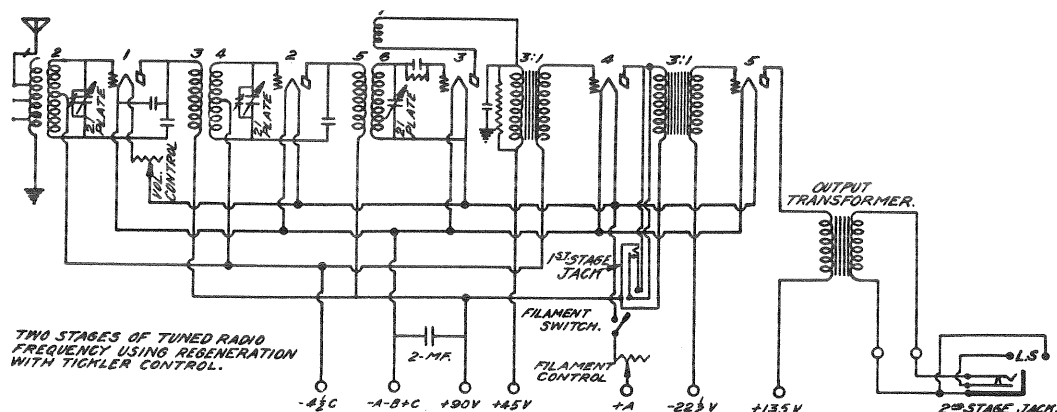 1
2
1
3
4
2
5
6
3
3:1
4
3:1
5
21 PLATE
21 PLATE
21 PLATE
VOL. CONTROL
OUTPUT
TRANSFORMER.
1ST STAGE
JACK
FILAMENT
SWITCH.
FILAMENT
CONTROL
TWO STAGES OF TUNED RADIO
FREQUENCY USING REGENERATION
WITH TICKLER CONTROL.
2-MF.
L.S
-4½C -A-B+C +90V +45V +A -22½V +135V 2ND STAGE JACK.